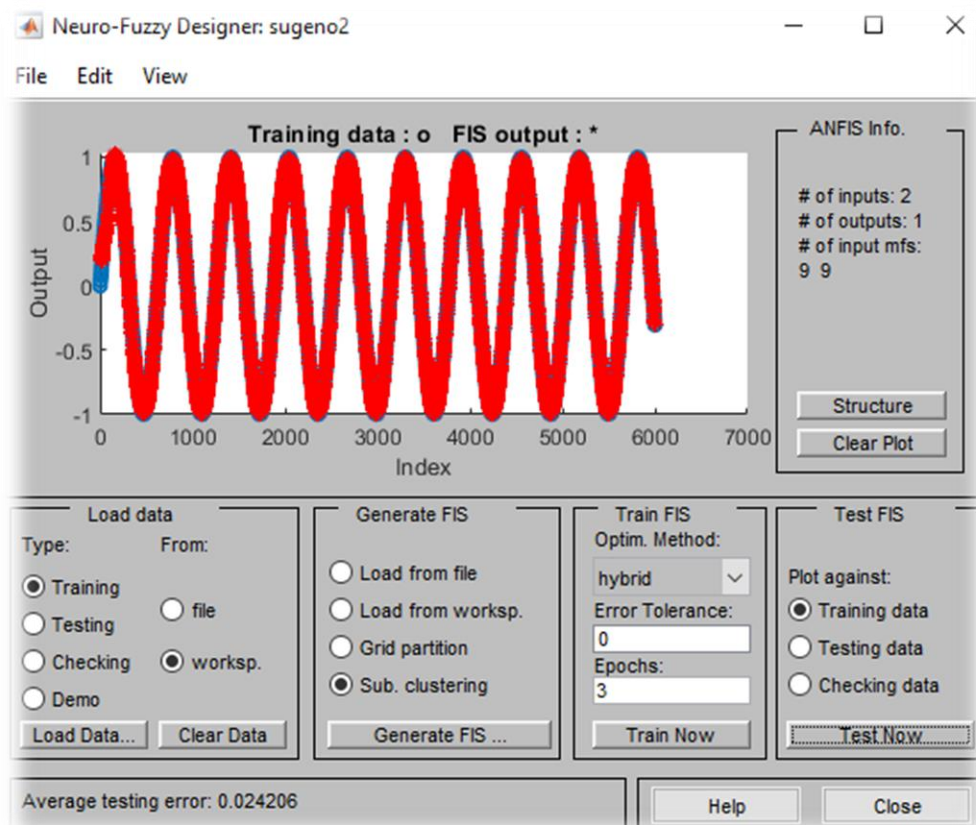 Neuro-Fuzzy Designer: sugeno2
File Edit View
Training data : o FIS output : *
Output
1
0.5
0
-0.5
-1
0 1000 2000 3000 4000 5000 6000 7000
Index
ANFIS Info.
# of inputs: 2
# of outputs: 1
# of input mfs:
9 9
Structure
Clear Plot
Load data
Type: From:
Training
Testing
Checking
Demo
file
worksp.
Load Data... Clear Data
Generate FIS
Load from file
Load from worksp.
Grid partition
Sub. clustering
Generate FIS ...
Train FIS
Optim. Method:
hybrid
Error Tolerance:
0
Epochs:
3
Train Now
Test FIS
Plot against:
Training data
Testing data
Checking data
Test Now
Average testing error: 0.024206
Help Close